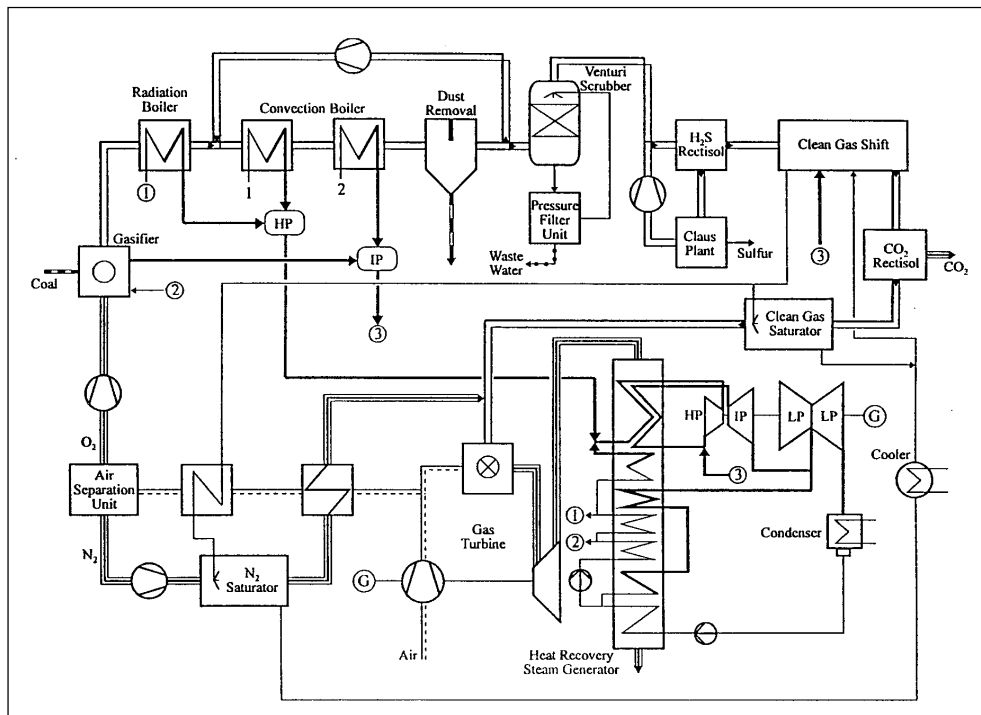 Radiation
Boiler
Convection Boiler
Dust
Removal
Venturi
Scrubber
H₂S
Rectisol
Clean Gas Shift
①
1
2
HP
Pressure
Filter
Unit
Claus
Plant
Sulfur
③
CO₂
Rectisol
CO₂
Gasifier
IP
Waste
Water
Coal
②
③
Clean Gas
Saturator
O₂
HP
IP
LP
LP
G
Air
Separation
Unit
③
Cooler
①
Gas
Turbine
②
Condenser
N₂
N₂
Saturator
G
Air
Heat Recovery
Steam Generator